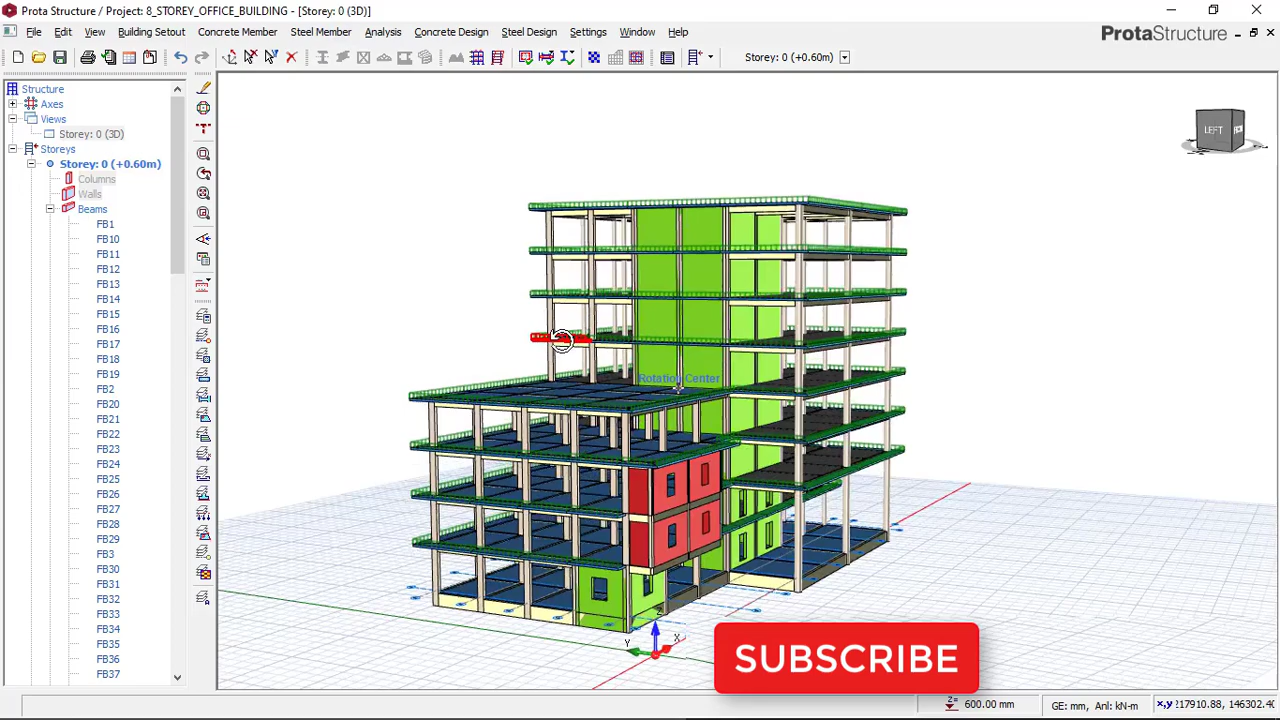 Prota Structure / Project: 8_STOREY_OFFICE_BUILDING - [Storey: 0 (3D)]
File Edit View Building Setout Concrete Member Steel Member Analysis Concrete Design Steel Design Settings Window Help
ProtaStructure
Storey: 0 (+0.60m)
Structure
Axes
Views
Storey: 0 (3D)
Storeys
Storey: 0 (+0.60m)
Columns
Walls
Beams
FB1
FB10
FB11
FB12
FB13
FB14
FB15
FB16
FB17
FB18
FB19
FB2
FB20
FB21
FB22
FB23
FB24
FB25
FB26
FB27
FB28
FB29
FB3
FB30
FB31
FB32
FB33
FB34
FB35
FB36
FB37
LEFT
Rotation Center
Z
X
Y
SUBSCRIBE
Z= 600.00 mm
GE: mm, Anl: kN-m
x,y :17910.88, 146302.40